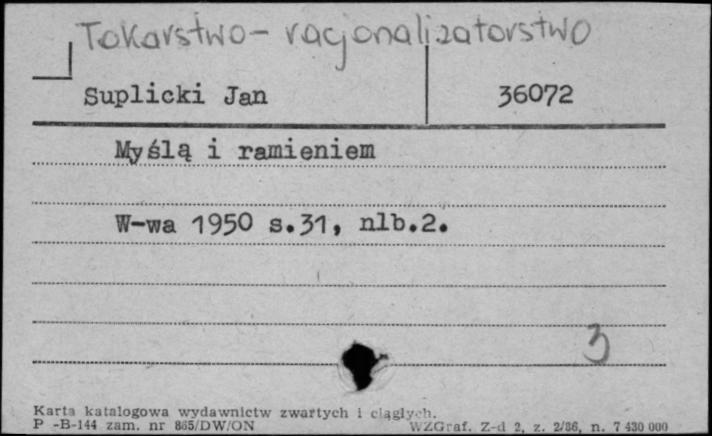 Tokarstwo - racjonalizatorstwo
Suplicki Jan 36072
Myślą i ramieniem
W-wa 1950 s.31, nlb.2.
3
Karta katalogowa wydawnictw zwartych i ciągłych.
P -B-144 zam. nr 865/DW/ON WZGraf. Z-d 2, z. 2/86, n. 7 430 000